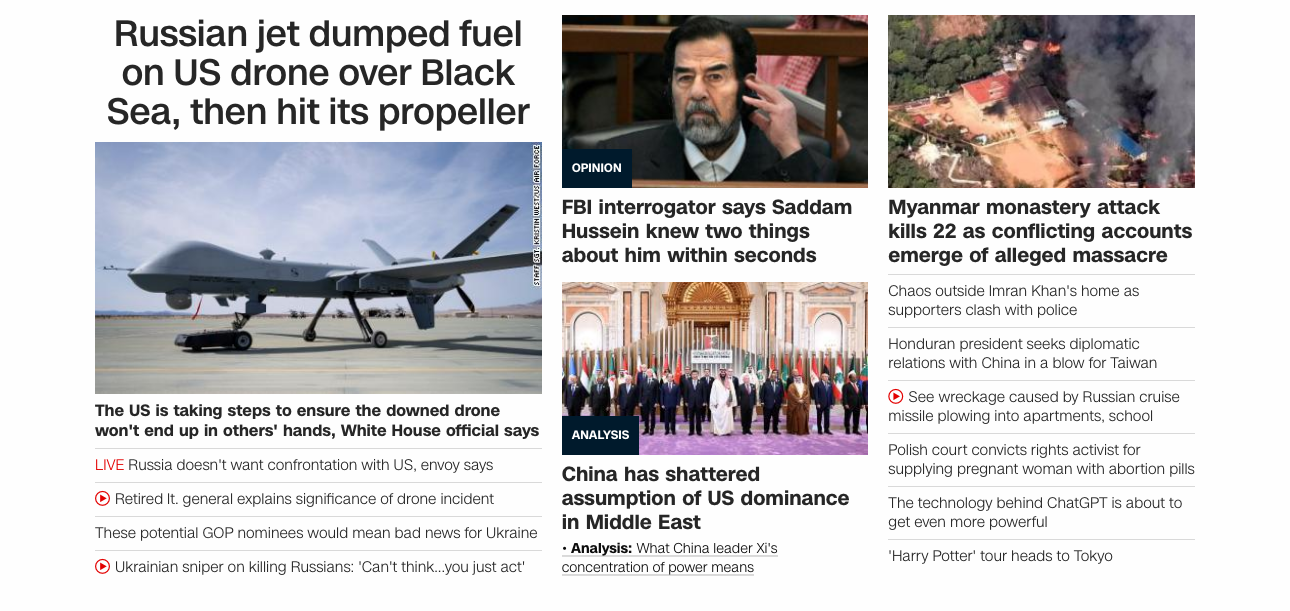 Russian jet dumped fuel
on US drone over Black
Sea, then hit its propeller
STAFF SGT. KRISTIN WEST/US AIR FORCE
The US is taking steps to ensure the downed drone
won't end up in others' hands, White House official says
LIVE Russia doesn't want confrontation with US, envoy says
Retired lt. general explains significance of drone incident
These potential GOP nominees would mean bad news for Ukraine
Ukrainian sniper on killing Russians: 'Can't think...you just act'
OPINION
FBI interrogator says Saddam
Hussein knew two things
about him within seconds
ANALYSIS
China has shattered
assumption of US dominance
in Middle East
• Analysis: What China leader Xi's
concentration of power means
Myanmar monastery attack
kills 22 as conflicting accounts
emerge of alleged massacre
Chaos outside Imran Khan's home as
supporters clash with police
Honduran president seeks diplomatic
relations with China in a blow for Taiwan
See wreckage caused by Russian cruise
missile plowing into apartments, school
Polish court convicts rights activist for
supplying pregnant woman with abortion pills
The technology behind ChatGPT is about to
get even more powerful
'Harry Potter' tour heads to Tokyo